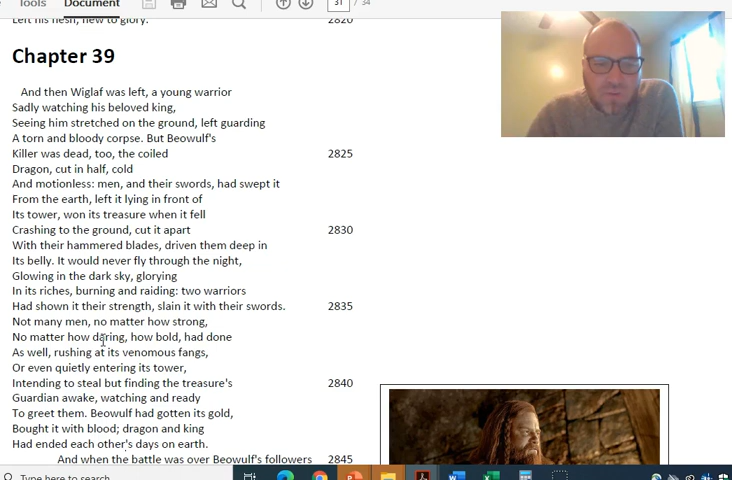 Tools
Document
31 / 34
Left his flesh, flew to glory. 2820
Chapter 39
And then Wiglaf was left, a young warrior
Sadly watching his beloved king,
Seeing him stretched on the ground, left guarding
A torn and bloody corpse. But Beowulf's
Killer was dead, too, the coiled 2825
Dragon, cut in half, cold
And motionless: men, and their swords, had swept it
From the earth, left it lying in front of
Its tower, won its treasure when it fell
Crashing to the ground, cut it apart 2830
With their hammered blades, driven them deep in
Its belly. It would never fly through the night,
Glowing in the dark sky, glorying
In its riches, burning and raiding: two warriors
Had shown it their strength, slain it with their swords. 2835
Not many men, no matter how strong,
No matter how daring, how bold, had done
As well, rushing at its venomous fangs,
Or even quietly entering its tower,
Intending to steal but finding the treasure's 2840
Guardian awake, watching and ready
To greet them. Beowulf had gotten its gold,
Bought it with blood; dragon and king
Had ended each other's days on earth.
And when the battle was over Beowulf's followers 2845
Type here to search